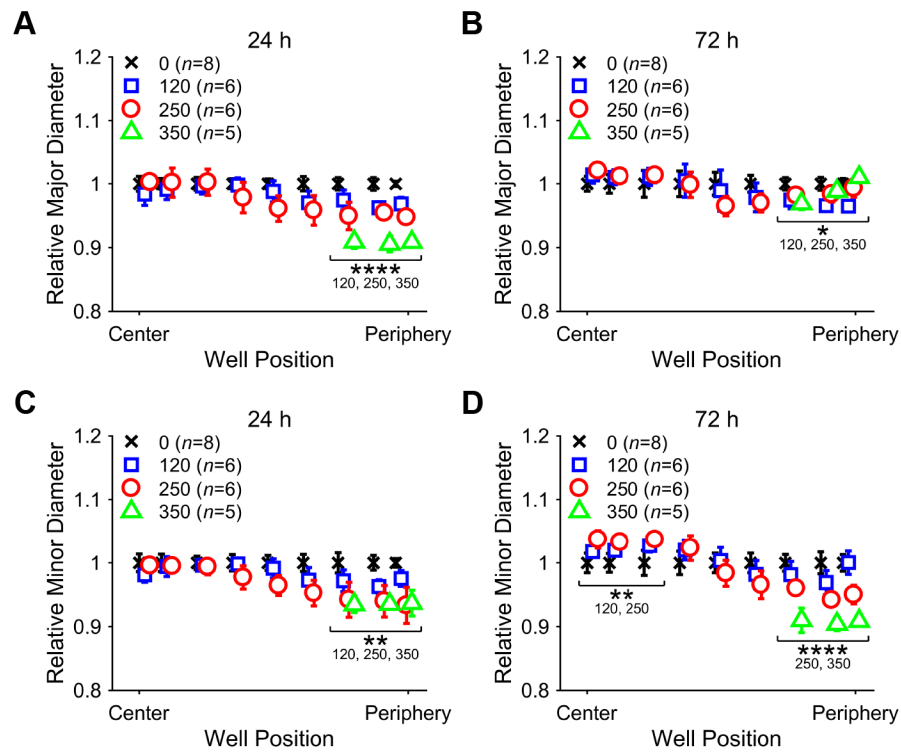 A
24 h
Relative Major Diameter
1.2
1.1
1
0.9
0.8
0 (n=8)
120 (n=6)
250 (n=6)
350 (n=5)
****
120, 250, 350
Center
Periphery
Well Position
B
72 h
Relative Major Diameter
1.2
1.1
1
0.9
0.8
0 (n=8)
120 (n=6)
250 (n=6)
350 (n=5)
*
120, 250, 350
Center
Periphery
Well Position
C
24 h
Relative Minor Diameter
1.2
1.1
1
0.9
0.8
0 (n=8)
120 (n=6)
250 (n=6)
350 (n=5)
**
120, 250, 350
Center
Periphery
Well Position
D
72 h
Relative Minor Diameter
1.2
1.1
1
0.9
0.8
0 (n=8)
120 (n=6)
250 (n=6)
350 (n=5)
**
120, 250
****
250, 350
Center
Periphery
Well Position